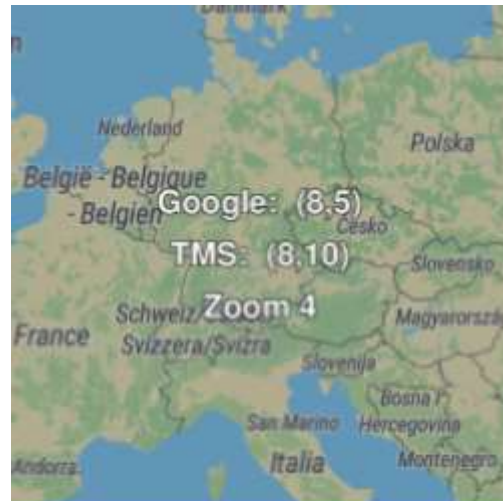 Danmark
Nederland
Polska
België - Belgique
- Belgien
Google: (8,5)
Česko
TMS: (8,10)
Slovensko
Zoom 4
Schweiz/
Magyarorszá
France
Svizzera/Svizra
Slovenija
Bosna i
San Marino
Hercegovina
Andorra
Italia
Montenegro